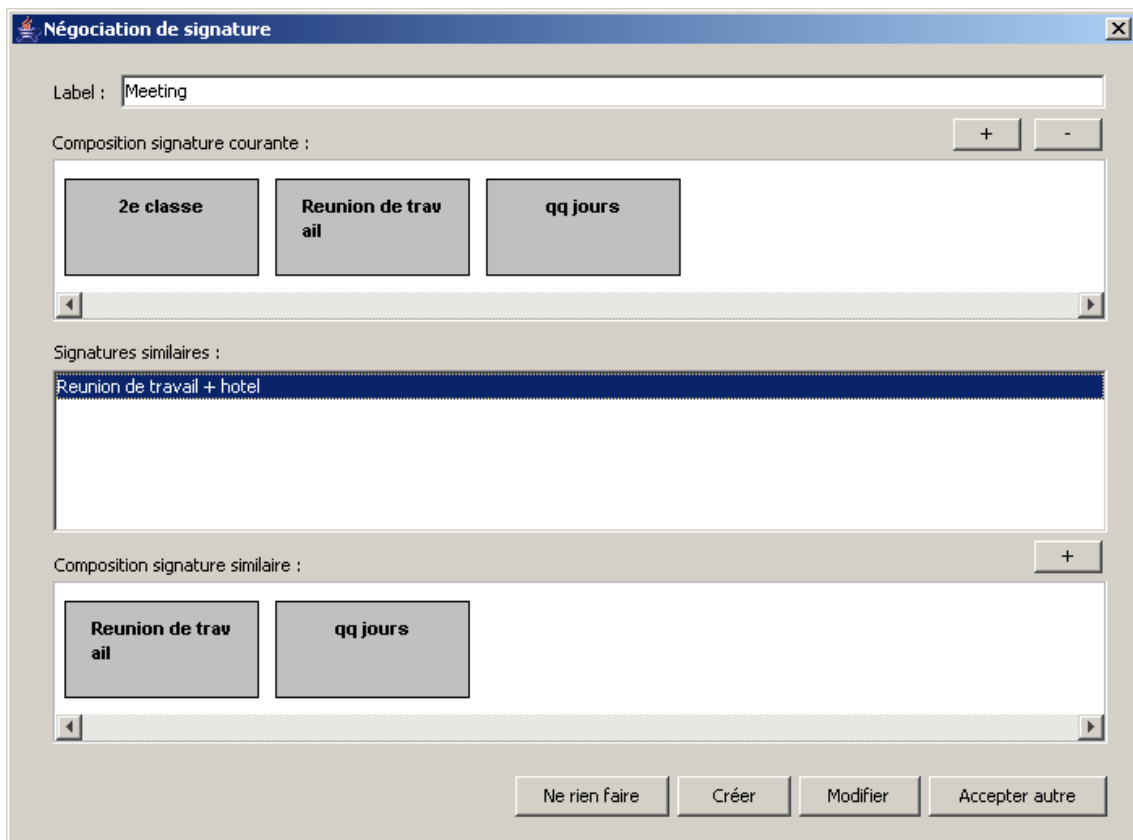 Négociation de signature
Label : Meeting
Composition signature courante :
+ -
2e classe
Reunion de trav
ail
qq jours
Signatures similaires :
Reunion de travail + hotel
+
Composition signature similaire :
Reunion de trav
ail
qq jours
Ne rien faire Créer Modifier Accepter autre